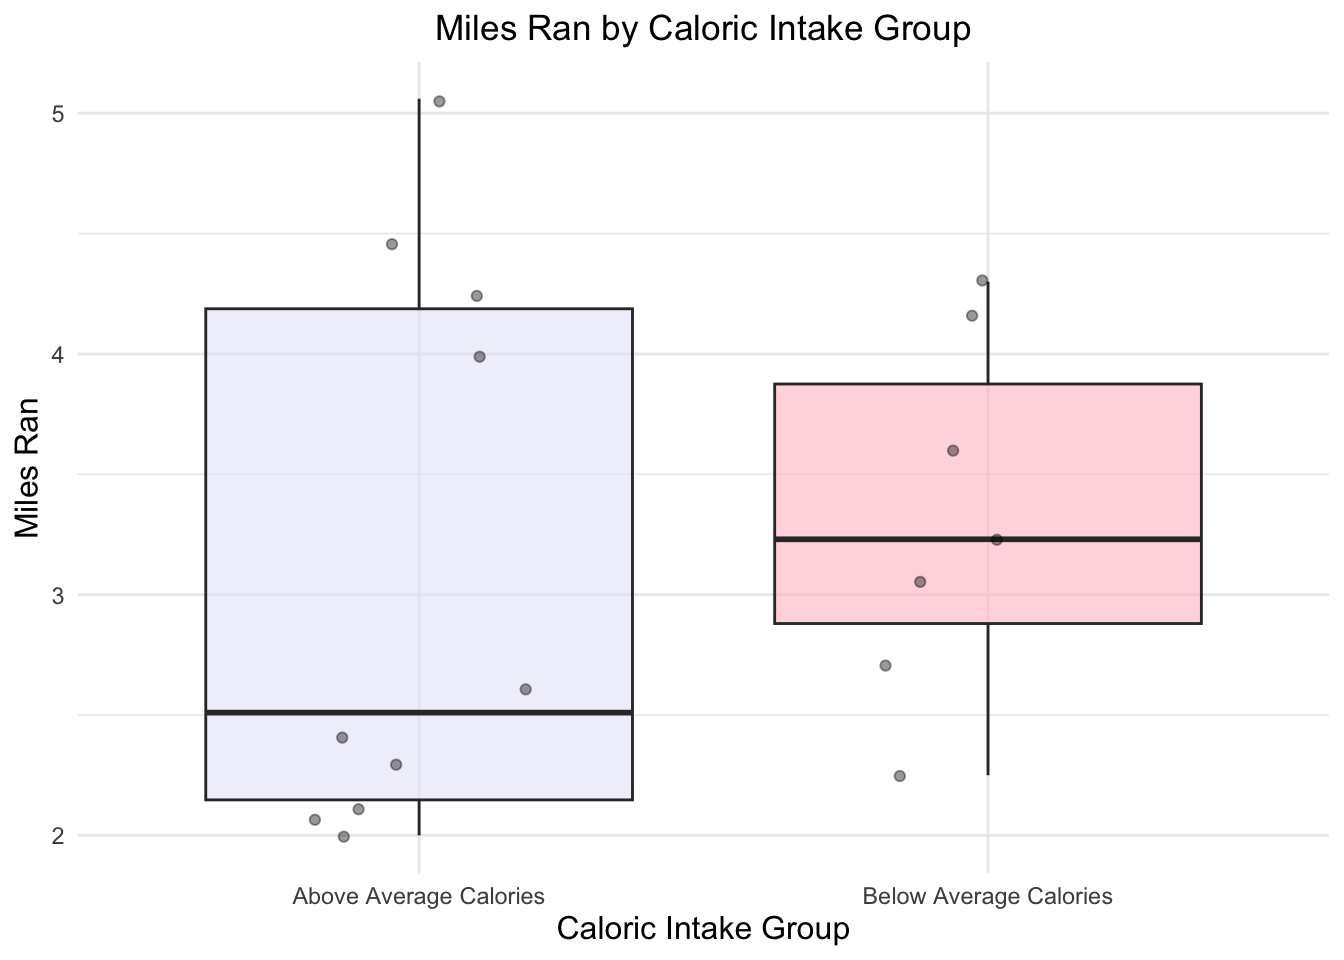 Miles Ran by Caloric Intake Group
Miles Ran
5
4
3
2
Above Average Calories
Below Average Calories
Caloric Intake Group